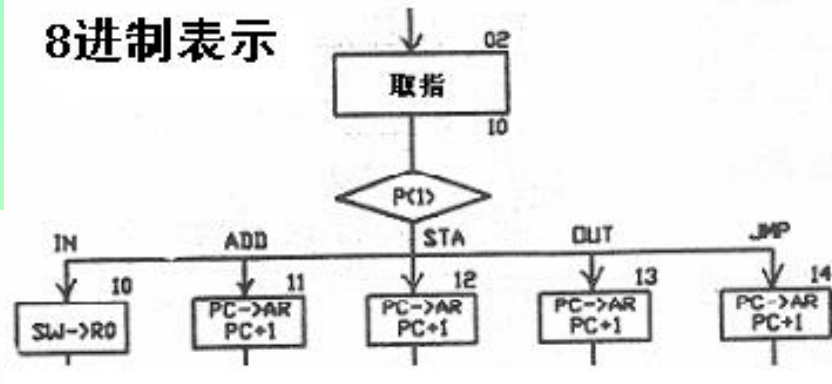 8进制表示
02
取指
10
P(1)
IN
ADD
STA
OUT
JMP
10
11
12
13
14
SW->R0
PC->AR
PC+1
PC->AR
PC+1
PC->AR
PC+1
PC->AR
PC+1